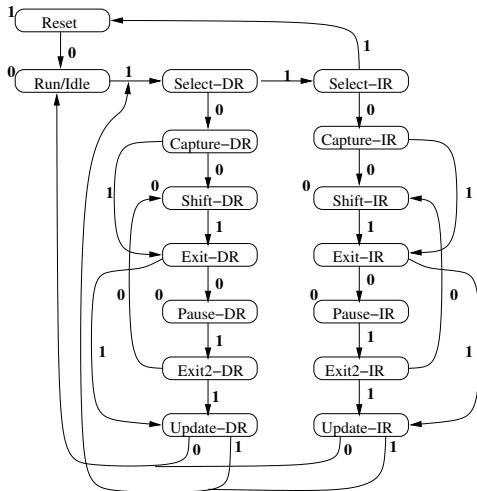 1 Reset
0 1
0 Run/Idle 1 Select–DR 1 Select–IR
0 0
Capture–DR Capture–IR
1 0 0 1
0 Shift–DR 0 Shift–IR
1 1
Exit–DR Exit–IR
0 0 0 0 0 0
Pause–DR Pause–IR
1 1 1 1
Exit2–DR Exit2–IR
1 1
Update–DR Update–IR
0 1 0 1